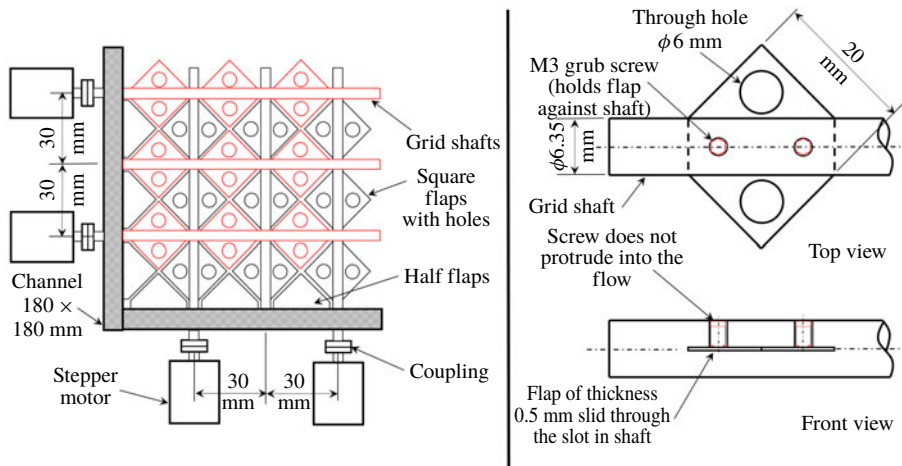 30
mm
30
mm
Grid shafts
Square
flaps
with holes
Half flaps
Channel
180 ×
180 mm
Stepper
motor
30
mm
30
mm
Coupling
Through hole
ϕ6 mm
20
mm
M3 grub screw
(holds flap
against shaft)
ϕ6.35
mm
Grid shaft
Top view
Screw does not
protrude into the
flow
Flap of thickness
0.5 mm slid through
the slot in shaft
Front view